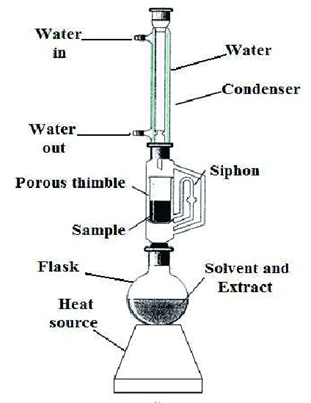 Water
in
Water
Condenser
Water
out
Siphon
Porous thimble
Sample
Flask
Solvent and
Extract
Heat
source